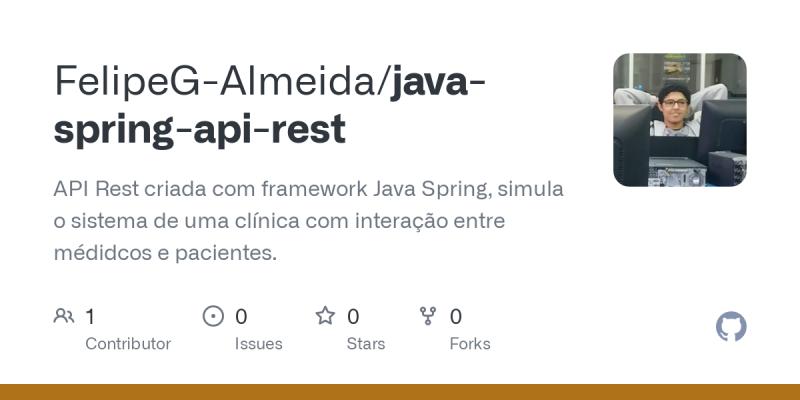 FelipeG-Almeida/java-
spring-api-rest
API Rest criada com framework Java Spring, simula
o sistema de uma clínica com interação entre
médidcos e pacientes.
1 0 0 0
Contributor Issues Stars Forks